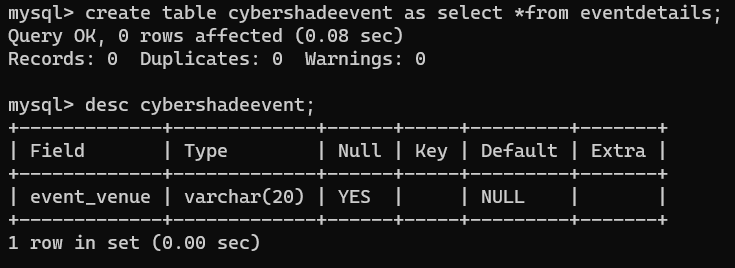 mysql> create table cybershadeevent as select *from eventdetails;
Query OK, 0 rows affected (0.08 sec)
Records: 0  Duplicates: 0  Warnings: 0

mysql> desc cybershadeevent;
+-------------+-------------+------+-----+---------+-------+
| Field       | Type        | Null | Key | Default | Extra |
+-------------+-------------+------+-----+---------+-------+
| event_venue | varchar(20) | YES  |     | NULL    |       |
+-------------+-------------+------+-----+---------+-------+
1 row in set (0.00 sec)